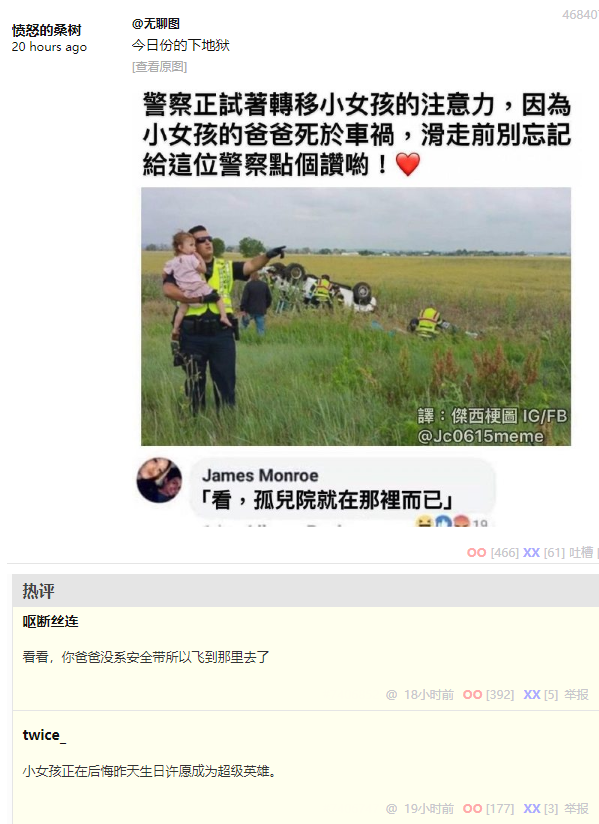 46840
愤怒的桑树
20 hours ago
@无聊图
今日份的下地狱
[查看原图]
警察正試著轉移小女孩的注意力，因為
小女孩的爸爸死於車禍，滑走前別忘記
給這位警察點個讚喲！❤️
譯：傑西梗圖 IG/FB
@Jc0615meme
James Monroe
「看，孤兒院就在那裡而已」
19
OO [466] XX [61] 吐槽 [
热评
呕断丝连
看看，你爸爸没系安全带所以飞到那里去了
@ 18小时前 OO [392] XX [5] 举报
twice_
小女孩正在后悔昨天生日许愿成为超级英雄。
@ 19小时前 OO [177] XX [3] 举报